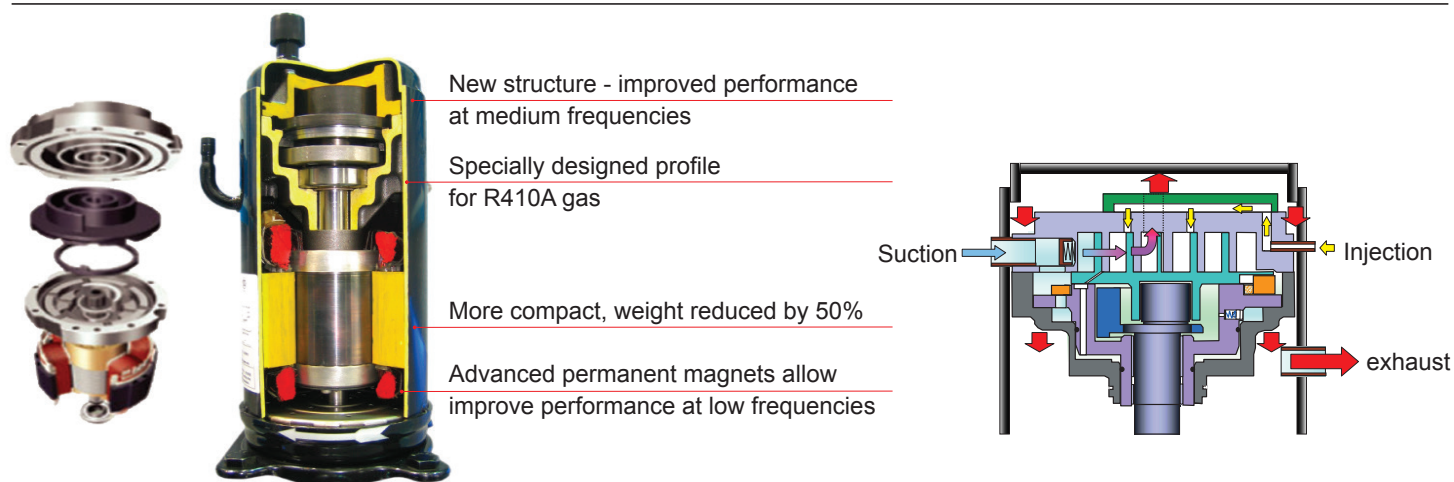 New structure - improved performance
at medium frequencies
Specially designed profile
for R410A gas
More compact, weight reduced by 50%
Advanced permanent magnets allow
improve performance at low frequencies
Suction
Injection
exhaust